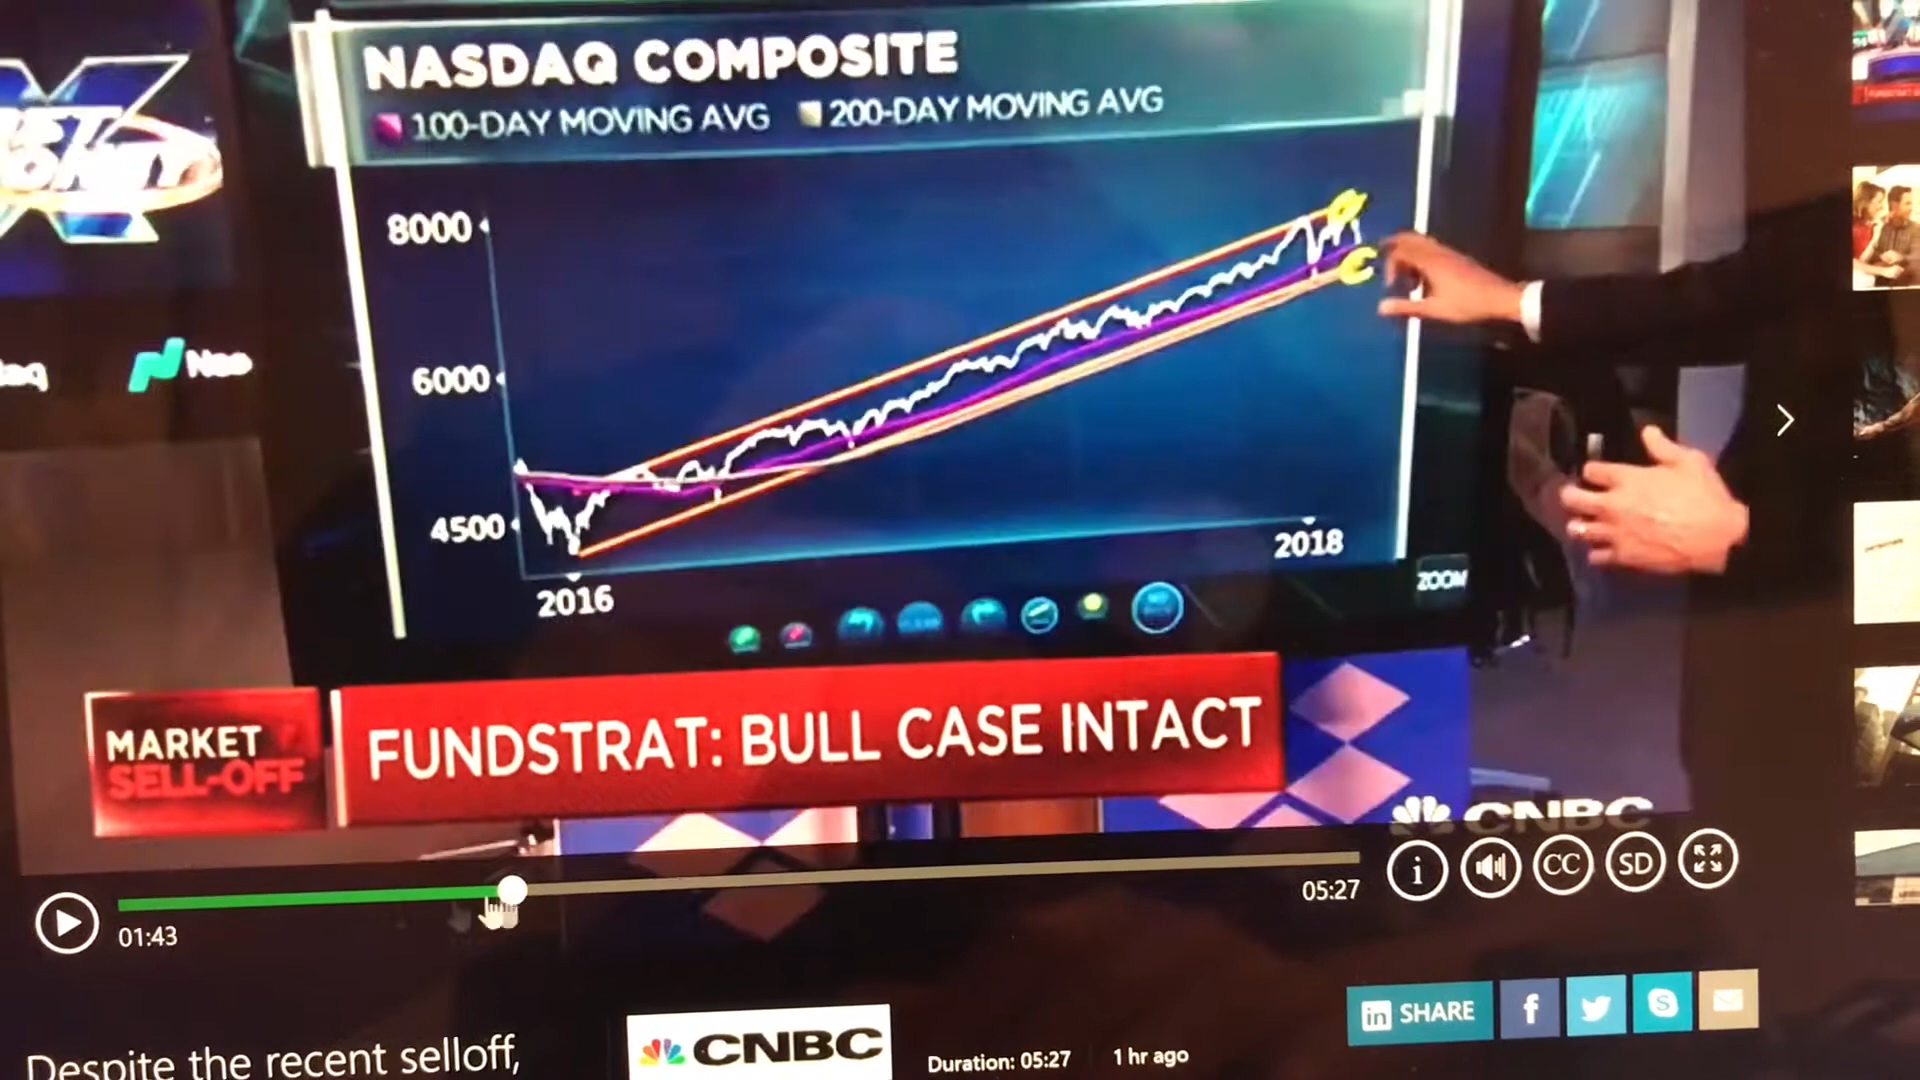 NASDAQ COMPOSITE
100-DAY MOVING AVG 200-DAY MOVING AVG
8000
6000
4500
2016
2018
ZOOM
MARKET
SELL-OFF
FUNDSTRAT: BULL CASE INTACT
CNBC
01:43
05:27
i
CC
SD
in SHARE
f
S
Despite the recent selloff,
CNBC
Duration: 05:27
1 hr ago